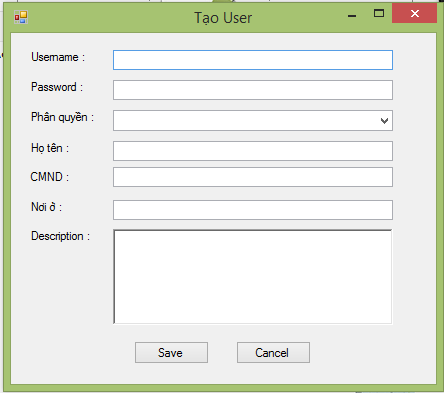 Tạo User
Username :
Password :
Phân quyền :
Họ tên :
CMND :
Nơi ở :
Description :
Save Cancel